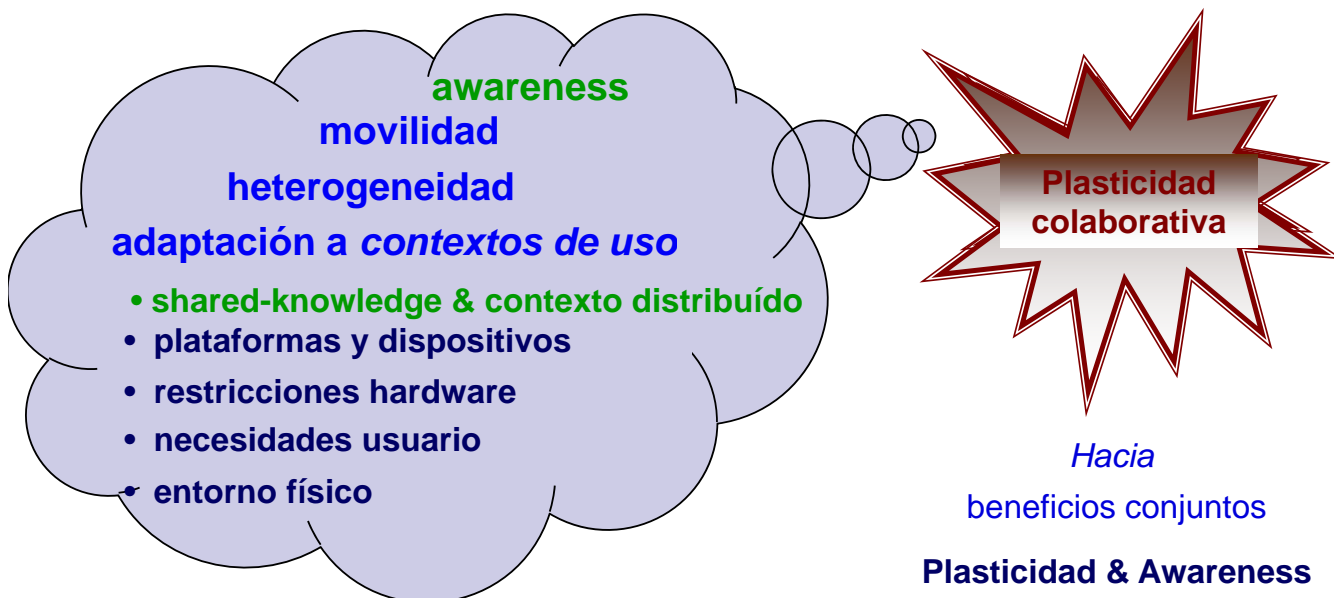 awareness
movilidad
heterogeneidad
adaptación a contextos de uso
• shared-knowledge & contexto distribuído
• plataformas y dispositivos
• restricciones hardware
• necesidades usuario
• entorno físico
Plasticidad
colaborativa
Hacia
beneficios conjuntos
Plasticidad & Awareness